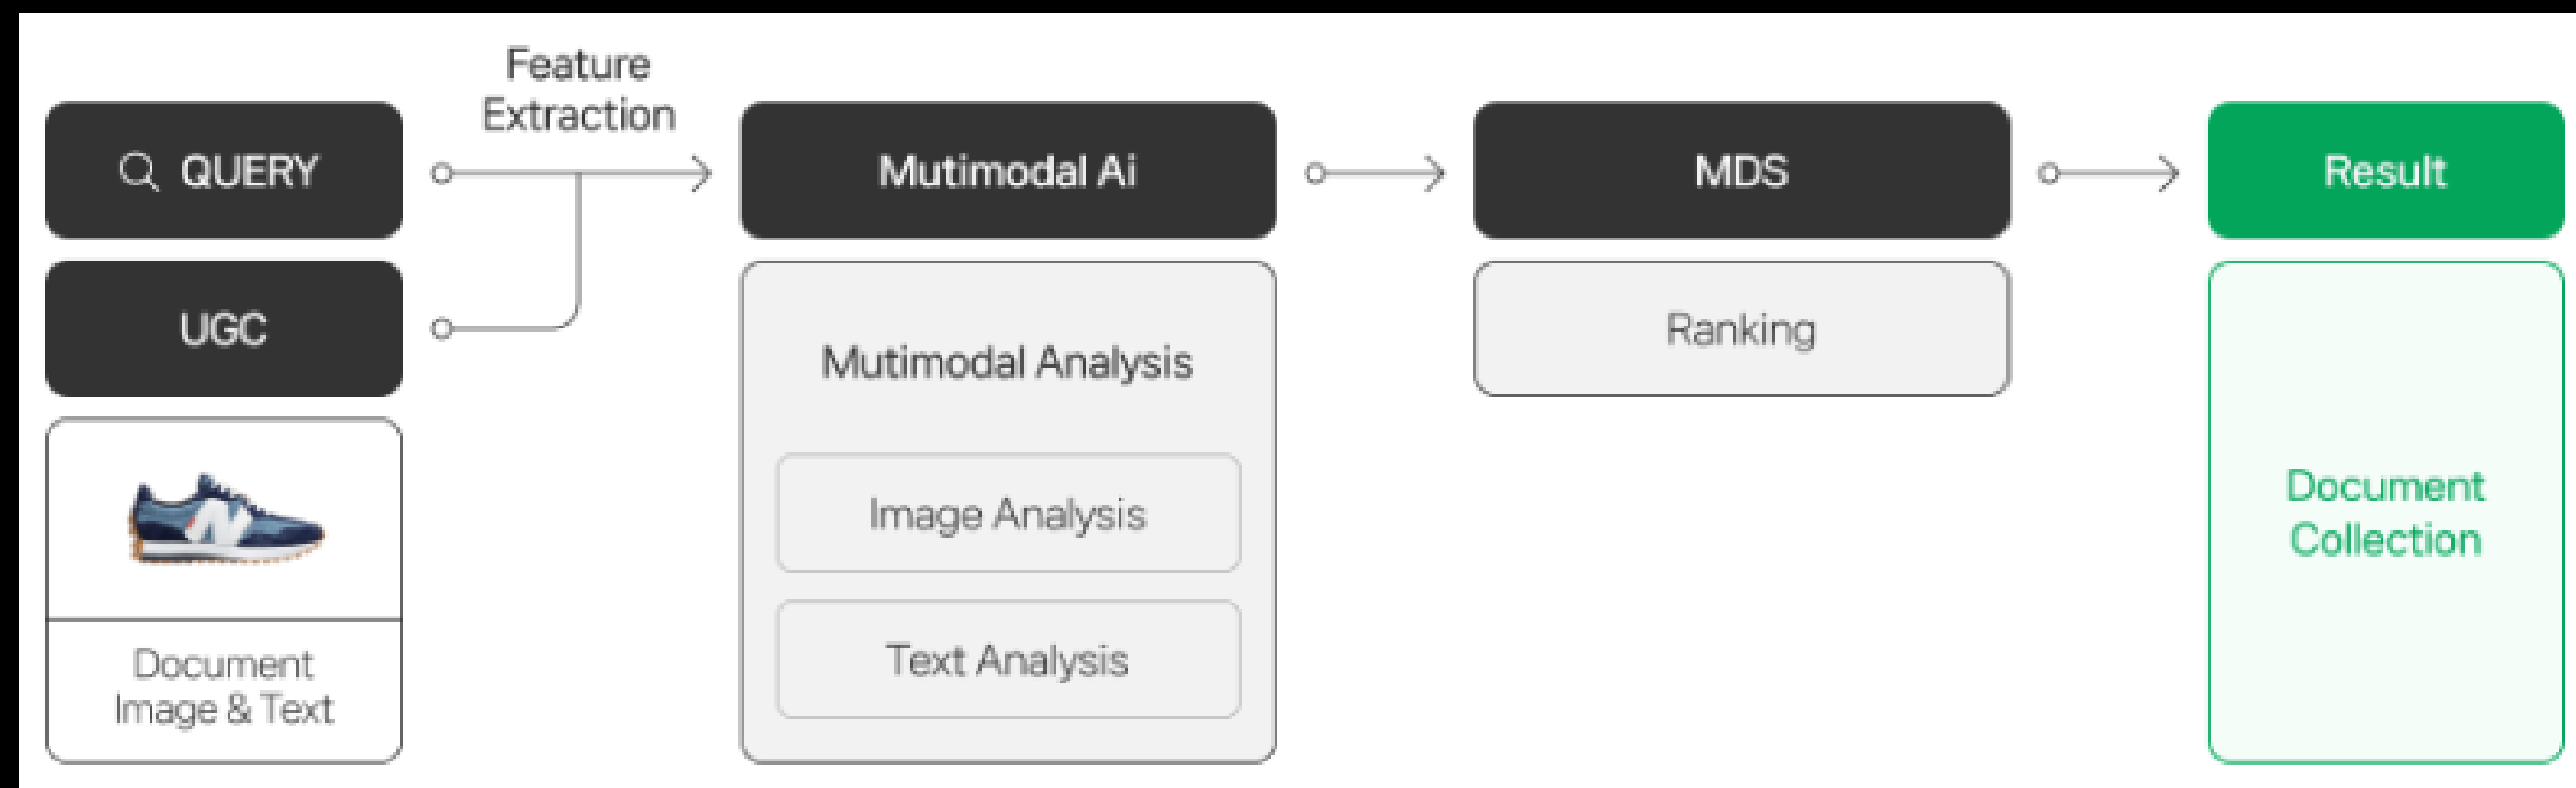 Feature
Extraction
QUERY
Mutimodal Ai
MDS
Result
UGC
Ranking
Mutimodal Analysis
Image Analysis
Text Analysis
N
Document
Image & Text
Document
Collection